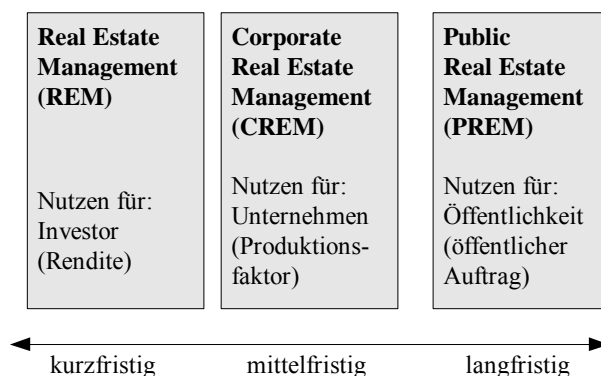 Real Estate
Management
(REM)
Nutzen für:
Investor
(Rendite)
Corporate
Real Estate
Management
(CREM)
Nutzen für:
Unternehmen
(Produktions-
faktor)
Public
Real Estate
Management
(PREM)
Nutzen für:
Öffentlichkeit
(öffentlicher
Auftrag)
kurzfristig
mittelfristig
langfristig